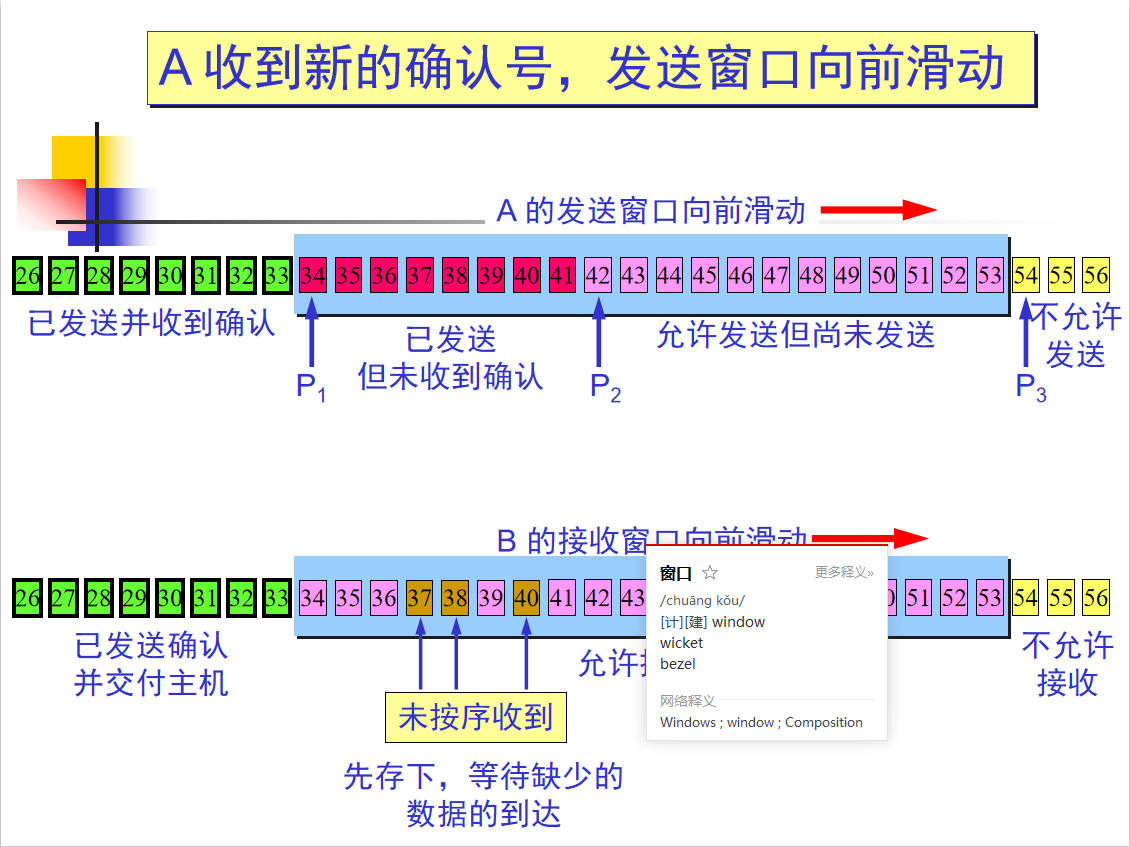 A 收到新的确认号，发送窗口向前滑动
A 的发送窗口向前滑动
26 27 28 29 30 31 32 33 34 35 36 37 38 39 40 41 42 43 44 45 46 47 48 49 50 51 52 53 54 55 56
已发送并收到确认
已发送
但未收到确认
允许发送但尚未发送
不允许
发送
P1
P2
P3
B 的接收窗口向前滑动
26 27 28 29 30 31 32 33 34 35 36 37 38 39 40 41 42 43 51 52 53 54 55 56
已发送确认
并交付主机
允许
不允许
接收
未按序收到
先存下，等待缺少的
数据的到达
窗口 ☆ 更多释义»
/chuāng kǒu/
[计][建] window
wicket
bezel
网络释义
Windows ; window ; Composition